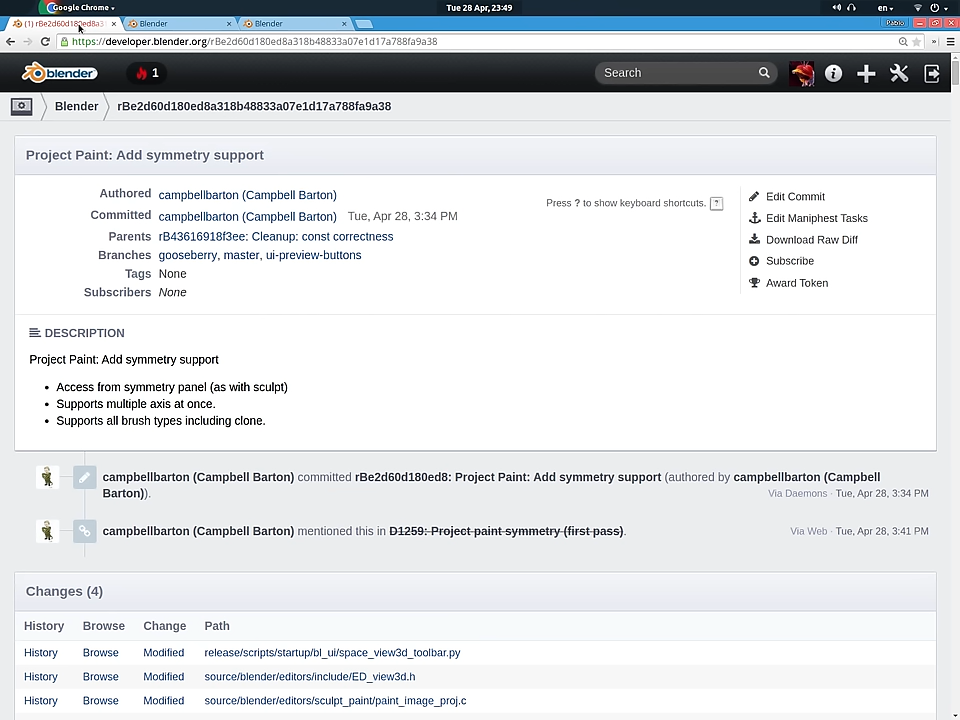 Google Chrome
Tue 28 Apr, 23:49
en
(1) rBe2d60d180ed8a31
Blender
Blender
Pablo
https://developer.blender.org/rBe2d60d180ed8a318b48833a07e1d17a788fa9a38
blender
1
Search
Blender
rBe2d60d180ed8a318b48833a07e1d17a788fa9a38
Project Paint: Add symmetry support
Authored campbellbarton (Campbell Barton)
Committed campbellbarton (Campbell Barton) Tue, Apr 28, 3:34 PM
Parents rB43616918f3ee: Cleanup: const correctness
Branches gooseberry, master, ui-preview-buttons
Tags None
Subscribers None
Press ? to show keyboard shortcuts. ?
Edit Commit
Edit Maniphest Tasks
Download Raw Diff
Subscribe
Award Token
DESCRIPTION
Project Paint: Add symmetry support
• Access from symmetry panel (as with sculpt)
• Supports multiple axis at once.
• Supports all brush types including clone.
campbellbarton (Campbell Barton) committed rBe2d60d180ed8: Project Paint: Add symmetry support (authored by campbellbarton (Campbell
Barton)).
Via Daemons · Tue, Apr 28, 3:34 PM
campbellbarton (Campbell Barton) mentioned this in D1259: Project paint symmetry (first pass).
Via Web · Tue, Apr 28, 3:41 PM
Changes (4)
History Browse Change Path
History Browse Modified release/scripts/startup/bl_ui/space_view3d_toolbar.py
History Browse Modified source/blender/editors/include/ED_view3d.h
History Browse Modified source/blender/editors/sculpt_paint/paint_image_proj.c